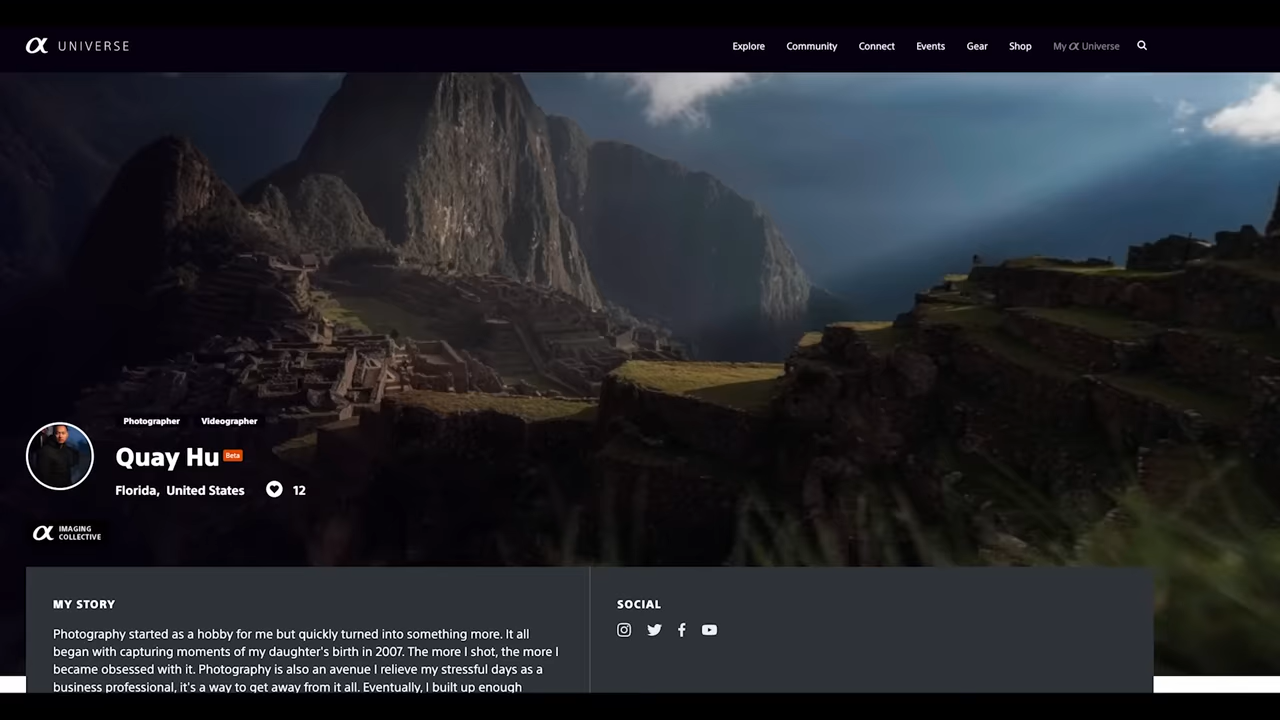 α UNIVERSE
Explore Community Connect Events Gear Shop My α Universe
Photographer Videographer
Quay Hu Beta
Florida, United States 12
α IMAGING
COLLECTIVE
MY STORY
Photography started as a hobby for me but quickly turned into something more. It all
began with capturing moments of my daughter's birth in 2007. The more I shot, the more I
became obsessed with it. Photography is also an avenue I relieve my stressful days as a
business professional, it's a way to get away from it all. Eventually, I built up enough
SOCIAL